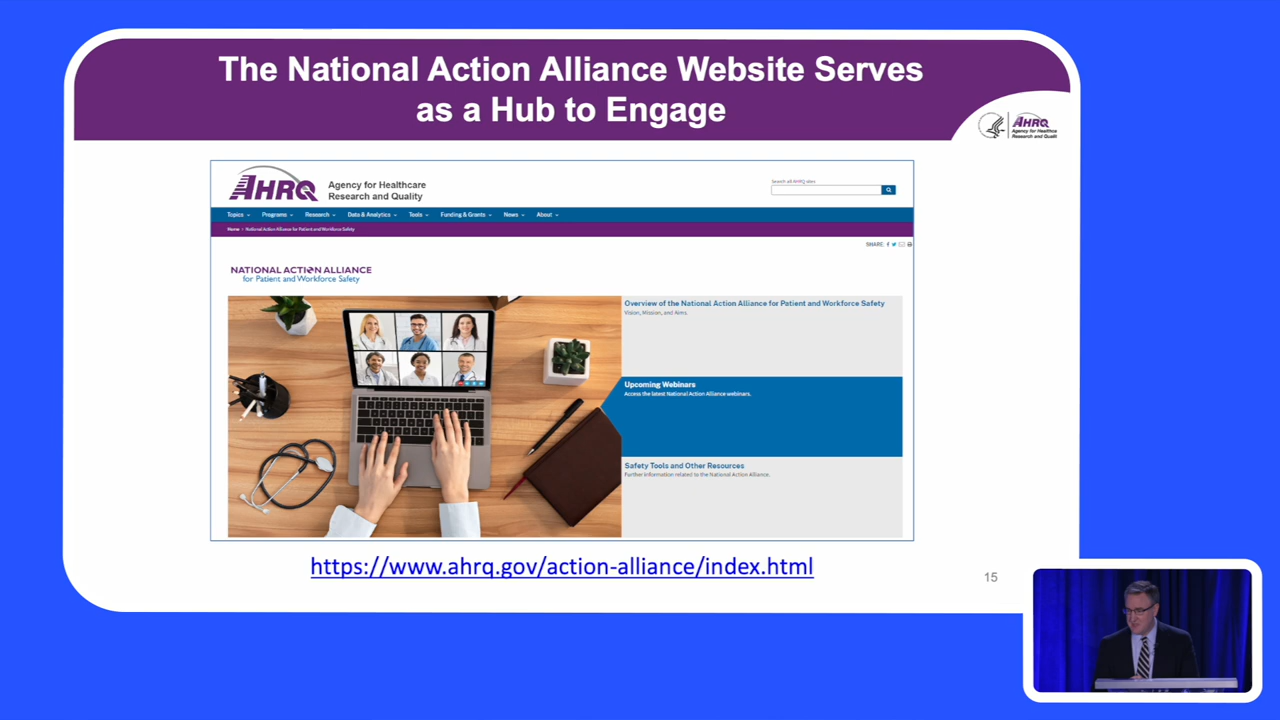 The National Action Alliance Website Serves
as a Hub to Engage
AHRQ
Agency for Healthcare
Research and Qualit
AHRQ
Agency for Healthcare
Research and Quality
Search all AHRQ sites
Topics
Programs
Research
Data & Analytics
Tools
Funding & Grants
News
About
Home
National Action Alliance for Patient and Workforce Safety
SHARE:
NATIONAL ACTION ALLIANCE
for Patient and Workforce Safety
Overview of the National Action Alliance for Patient and Workforce Safety
Vision, Mission, and Aims.
Upcoming Webinars
Access the latest National Action Alliance webinars.
Safety Tools and Other Resources
Further information related to the National Action Alliance.
https://www.ahrq.gov/action-alliance/index.html
15